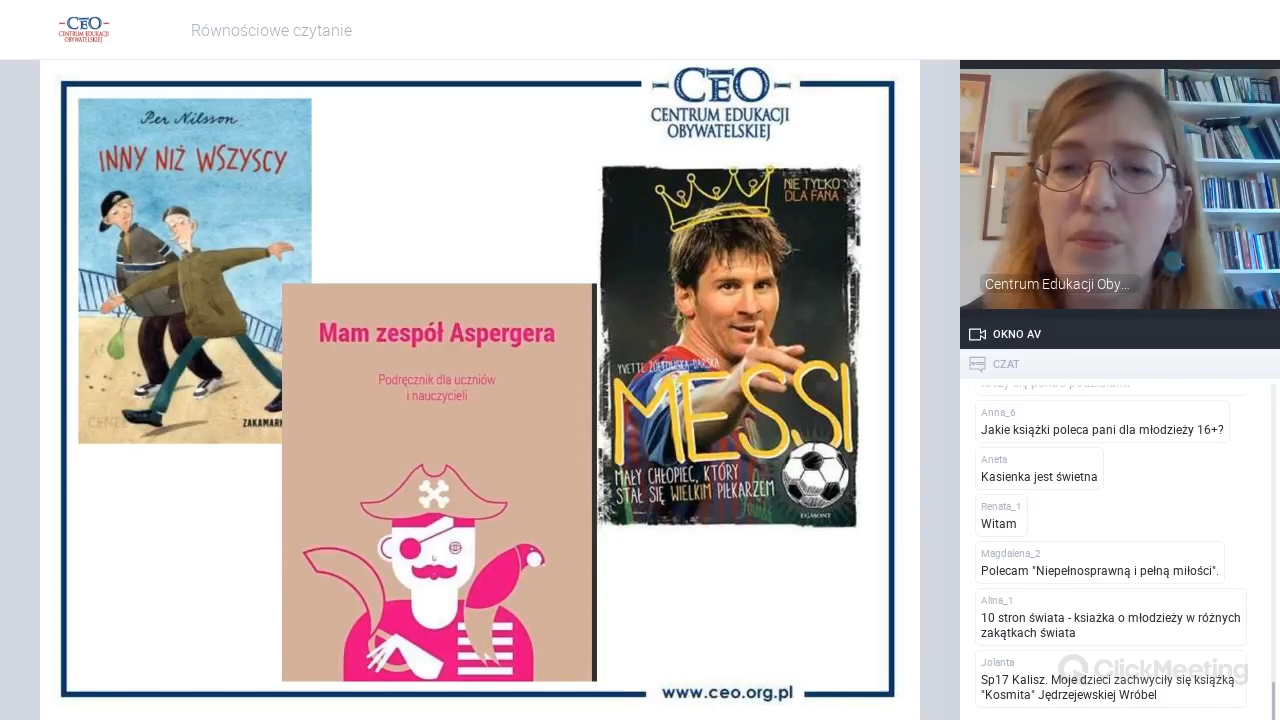 CEO
CENTRUM EDUKACJI
OBYWATELSKIEJ
Równościowe czytanie
CEO
CENTRUM EDUKACJI
OBYWATELSKIEJ
Per Nilsson
INNY NIŻ WSZYSCY
ZAKAMAR
Mam zespół Aspergera
Podręcznik dla uczniów
i nauczycieli
NIE TYLKO
DLA FANA
YVETTE ŻÓŁTOWSKA-DARSKA
MESSI
MAŁY CHŁOPIEC, KTÓRY
STAŁ SIĘ WIELKIM PIŁKARZEM
EGMONT
www.ceo.org.pl
Centrum Edukacji Oby...
OKNO AV
CZAT
Anna_6
Jakie książki poleca pani dla młodzieży 16+?
Aneta
Kasienka jest świetna
Renata_1
Witam
Magdalena_2
Polecam "Niepełnosprawną i pełną miłości".
Alina_1
10 stron świata - ksiażka o młodzieży w różnych
zakątkach świata
Jolanta
Sp17 Kalisz. Moje dzieci zachwyciły się książką
"Kosmita" Jędrzejewskiej Wróbel
ClickMeeting